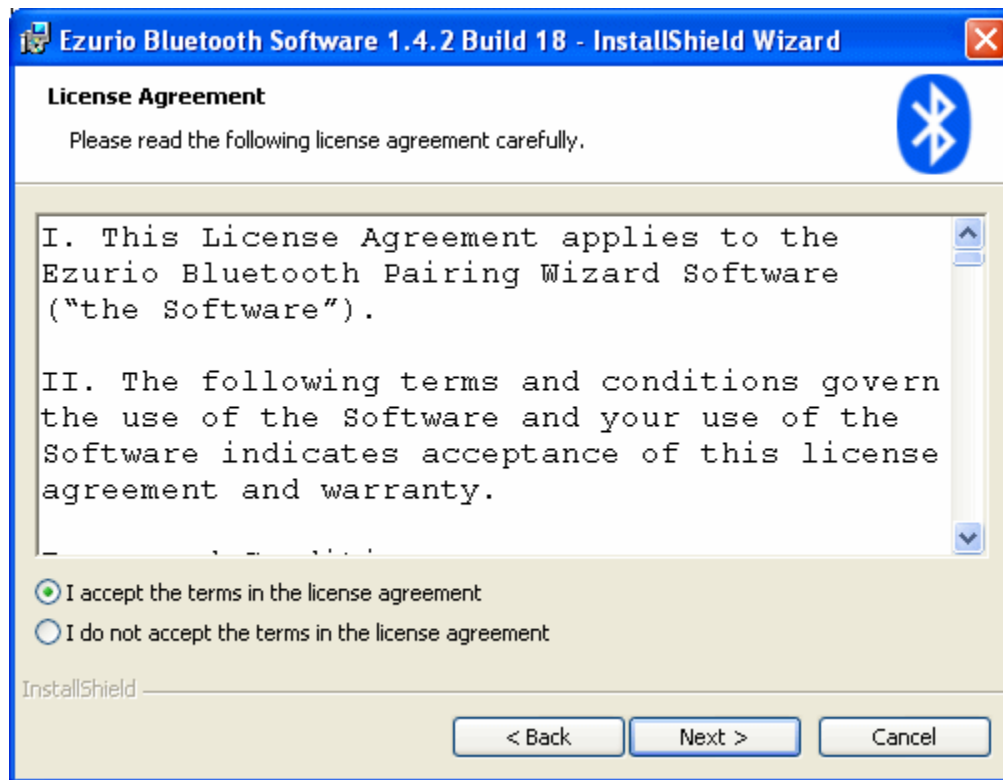 Ezurio Bluetooth Software 1.4.2 Build 18 - InstallShield Wizard
License Agreement
Please read the following license agreement carefully.
I. This License Agreement applies to the
Ezurio Bluetooth Pairing Wizard Software
(“the Software”).
II. The following terms and conditions govern
the use of the Software and your use of the
Software indicates acceptance of this license
agreement and warranty.
I accept the terms in the license agreement
I do not accept the terms in the license agreement
InstallShield
< Back
Next >
Cancel